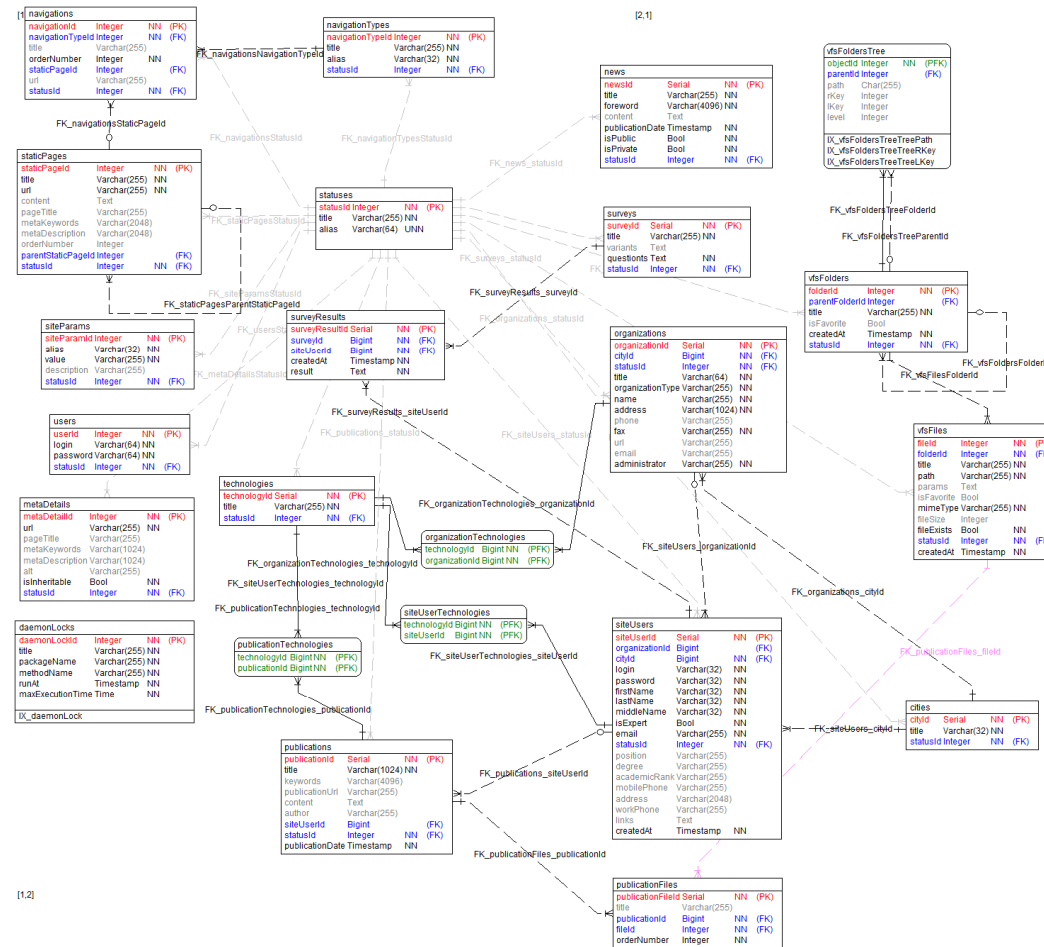 [2,1]
navigations
navigationId Integer NN (PK)
navigationTypeId Integer NN (FK)
title Varchar(255)
orderNumber Integer NN
staticPageId Integer (FK)
url Varchar(255)
statusId Integer NN (FK)
navigationTypes
navigationTypeId Integer NN (PK)
title Varchar(255) NN
alias Varchar(32) NN
statusId Integer NN (FK)
FK_navigationsNavigationTypeId
FK_navigationsStaticPageId
FK_navigationsStatusId
FK_navigationTypesStatusId
FK_news_statusid
news
newsId Serial NN (PK)
title Varchar(255) NN
foreword Varchar(4096) NN
content Text
publicationDate Timestamp NN
isPublic Bool NN
isPrivate Bool NN
statusId Integer NN (FK)
vfsFoldersTree
objectId Integer NN (PFK)
parentId Integer (FK)
path Char(255)
rKey Integer
lKey Integer
level Integer
IX_vfsFoldersTreeTreePath
IX_vfsFoldersTreeTreeRKey
IX_vfsFoldersTreeTreeLKey
FK_vfsFoldersTreeFolderId
FK_vfsFoldersTreeParentId
staticPages
staticPageId Integer NN (PK)
title Varchar(255) NN
url Varchar(255) NN
content Text
pageTitle Varchar(255)
metaKeywords Varchar(2048)
metaDescription Varchar(2048)
orderNumber Integer
parentStaticPageId Integer (FK)
statusId Integer NN (FK)
FK_staticPagesStatusId
FK_staticPagesParentStaticPageId
statuses
statusId Integer NN (PK)
title Varchar(255) NN
alias Varchar(64) UNN
FK_surveys_statusid
surveys
surveyId Serial NN (PK)
title Varchar(255) NN
variants Text
questionts Text NN
statusId Integer NN (FK)
FK_surveyResults_surveyId
FK_organizations_statusId
vfsFolders
folderId Integer NN (PK)
parentFolderId Integer (FK)
title Varchar(255) NN
isFavorite Bool
createdAt Timestamp NN
statusId Integer NN (FK)
FK_vfsFilesFolderId
siteParams
siteParamId Integer NN (PK)
alias Varchar(32) NN
value Varchar(255) NN
description Varchar(255)
statusId Integer NN (FK)
FK_siteParamsStatusId
FK_metaDetailsStatusId
surveyResults
surveyResultId Serial NN (PK)
surveyId Bigint NN (FK)
siteUserId Bigint NN (FK)
createdAt Timestamp NN
result Text NN
FK_surveyResults_siteUserId
FK_publications_statusId
FK_siteUsers_statusId
organizations
organizationId Serial NN (PK)
cityId Bigint NN (FK)
statusId Integer NN (FK)
title Varchar(64) NN
organizationType Varchar(255) NN
name Varchar(255) NN
address Varchar(1024) NN
phone Varchar(255)
fax Varchar(255) NN
url Varchar(255)
email Varchar(255)
administrator Varchar(255) NN
vfsFiles
fileId Integer NN
folderId Integer NN
title Varchar(255) NN
path Varchar(255) NN
params Text
isFavorite Bool
mimeType Varchar(255) NN
fileSize Integer
fileExists Bool NN
statusId Integer NN
createdAt Timestamp NN
users
userId Integer NN (PK)
login Varchar(64) NN
password Varchar(64) NN
statusId Integer NN (FK)
metaDetails
metaDetailId Integer NN (PK)
url Varchar(255) NN
pageTitle Varchar(255)
metaKeywords Varchar(1024)
metaDescription Varchar(1024)
alt Varchar(255)
isInheritable Bool NN
statusId Integer NN (FK)
technologies
technologyId Serial NN (PK)
title Varchar(255) NN
statusId Integer NN (FK)
FK_organizationTechnologies_organizationId
organizationTechnologies
technologyId Bigint NN (PFK)
organizationId Bigint NN (PFK)
FK_siteUsers_organizationId
FK_organizationTechnologies_technologyId
FK_siteUserTechnologies_technologyId
FK_publicationTechnologies_technologyId
FK_organizations_cityId
FK_publicationFiles_fileId
daemonLocks
daemonLockId Integer NN (PK)
title Varchar(255) NN
packageName Varchar(255) NN
methodName Varchar(255) NN
runAt Timestamp NN
maxExecutionTime Time NN
IX_daemonLock
siteUserTechnologies
technologyId Bigint NN (PFK)
siteUserId Bigint NN (PFK)
FK_siteUserTechnologies_siteUserId
publicationTechnologies
technologyId Bigint NN (PFK)
publicationId Bigint NN (PFK)
FK_publicationTechnologies_publicationId
siteUsers
siteUserId Serial NN (PK)
organizationId Bigint (FK)
cityId Bigint NN (FK)
login Varchar(32) NN
password Varchar(32) NN
firstName Varchar(32) NN
lastName Varchar(32) NN
middleName Varchar(32) NN
isExpert Bool NN
email Varchar(255) NN
statusId Integer NN (FK)
position Varchar(255)
degree Varchar(255)
academicRank Varchar(255)
mobilePhone Varchar(255)
address Varchar(2048)
workPhone Varchar(255)
links Text
createdAt Timestamp NN
FK_siteUsers_cityId
cities
cityId Serial NN (PK)
title Varchar(32) NN
statusId Integer NN (FK)
publications
publicationId Serial NN (PK)
title Varchar(1024) NN
keywords Varchar(4096)
publicationUrl Varchar(255)
content Text
author Varchar(255)
siteUserId Bigint (FK)
statusId Integer NN (FK)
publicationDate Timestamp NN
FK_publications_siteUserId
FK_publicationFiles_publicationId
[1,2]
publicationFiles
publicationFileId Serial NN (PK)
title Varchar(255)
publicationId Bigint NN (FK)
fileId Integer NN (FK)
orderNumber Integer NN